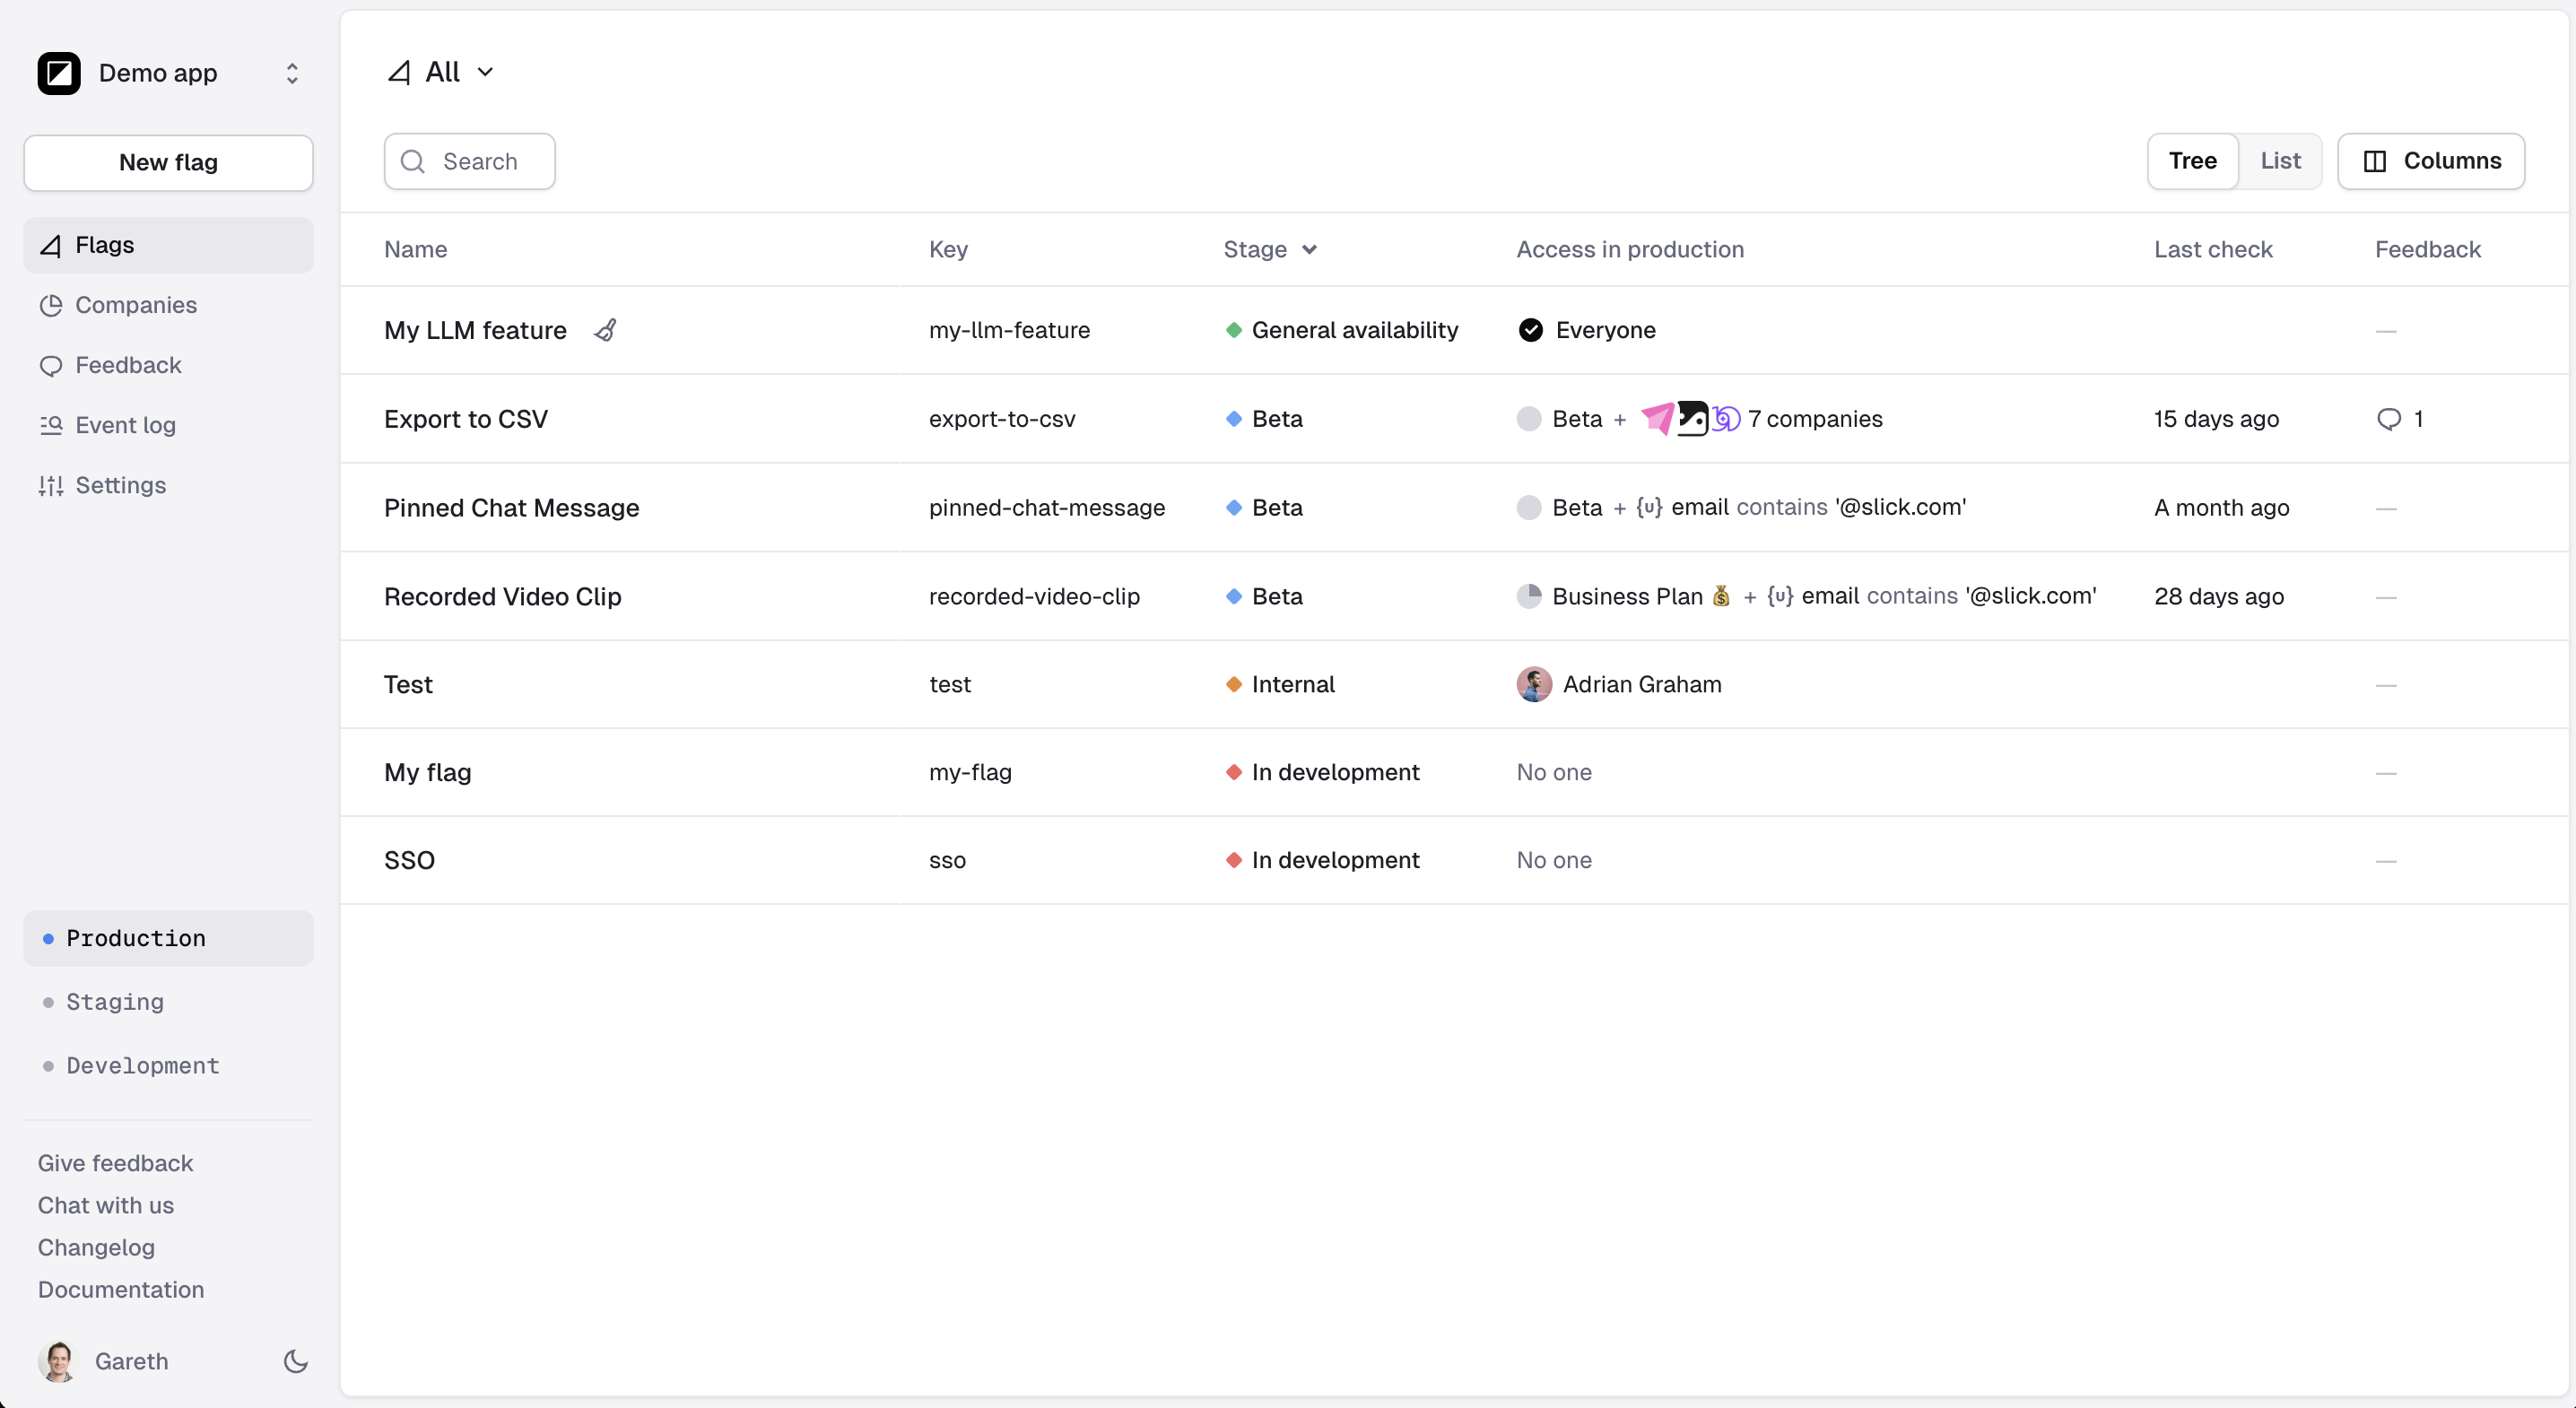 Demo app
New flag
Flags
Companies
Feedback
Event log
Settings
Production
Staging
Development
Give feedback
Chat with us
Changelog
Documentation
Gareth
All
Search
Tree List Columns
Name Key Stage Access in production Last check Feedback
My LLM feature my-llm-feature General availability Everyone —
Export to CSV export-to-csv Beta Beta + 7 companies 15 days ago 1
Pinned Chat Message pinned-chat-message Beta Beta + {U} email contains '@slick.com' A month ago —
Recorded Video Clip recorded-video-clip Beta Business Plan 💰 + {U} email contains '@slick.com' 28 days ago —
Test test Internal Adrian Graham —
My flag my-flag In development No one —
SSO sso In development No one —